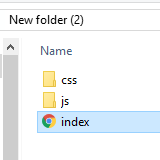 New folder (2)
Name
css
js
index